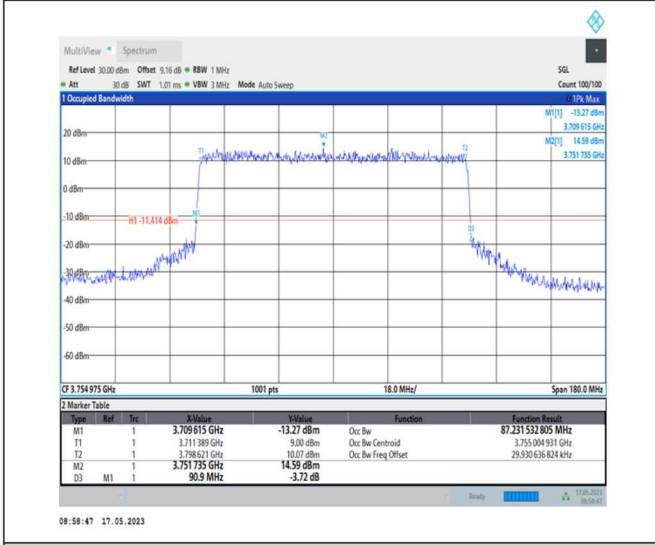 MultiView Spectrum
Ref Level 30.00 dBm Offset 9.16 dB RBW 1 MHz SGL
Att 30 dB SWT 1.01 ms VBW 3 MHz Mode Auto Sweep Count 100/100
1 Occupied Bandwidth 1Pk Max
M1[1] -13.27 dBm
3.709 615 GHz
M2[1] 14.59 dBm
3.751 735 GHz
20 dBm
M2
T1
T2
10 dBm
0 dBm
-10 dBm
M1
H1 -11.414 dBm
D3
-20 dBm
-30 dBm
-40 dBm
-50 dBm
-60 dBm
CF 3.754 975 GHz 1001 pts 18.0 MHz/ Span 180.0 MHz
2 Marker Table
Type Ref Trc X-Value Y-Value Function Function Result
M1 1 3.709 615 GHz -13.27 dBm Occ Bw 87.231 532 805 MHz
T1 1 3.711 389 GHz 9.00 dBm Occ Bw Centroid 3.755 004 931 GHz
T2 1 3.798 621 GHz 10.07 dBm Occ Bw Freq Offset 29.930 636 824 kHz
M2 1 3.751 735 GHz 14.59 dBm
D3 M1 1 90.9 MHz -3.72 dB
Ready 17.05.2023
08:58:47
08:58:47 17.05.2023